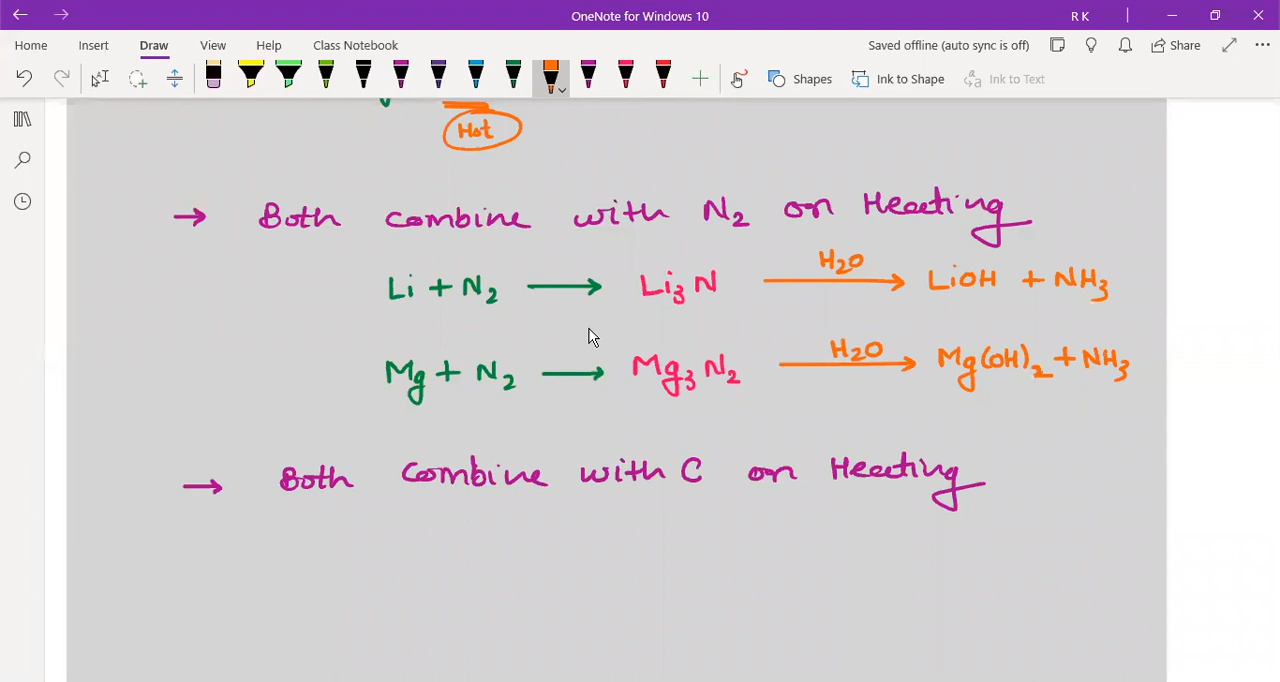 OneNote for Windows 10
R K
Home Insert Draw View Help Class Notebook
Saved offline (auto sync is off) Share
Shapes Ink to Shape Ink to Text
Hot
→ Both combine with N₂ on Heating
Li + N₂ → Li₃N H₂O → LiOH + NH₃
Mg + N₂ → Mg₃N₂ H₂O → Mg(OH)₂ + NH₃
→ Both Combine with C on Heating